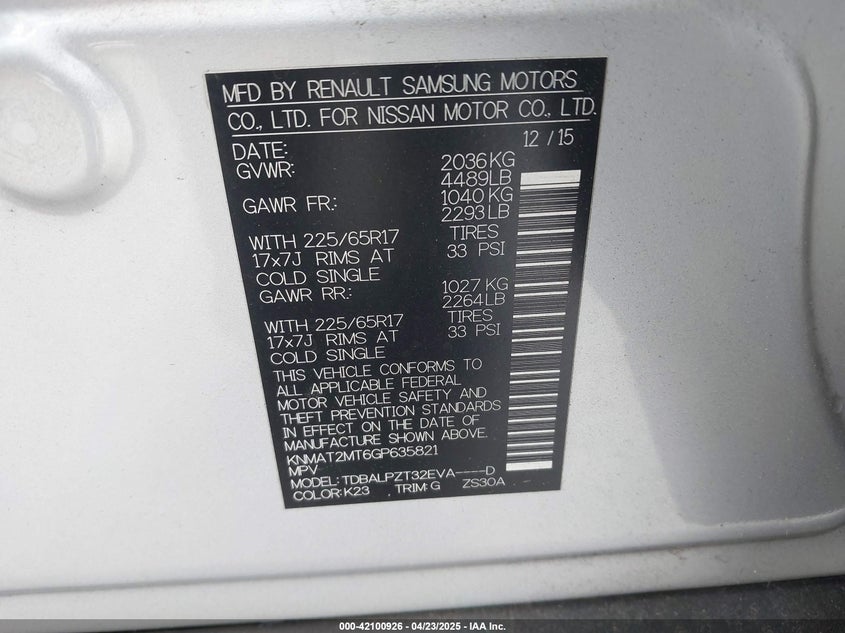 MFD BY RENAULT SAMSUNG MOTORS
CO., LTD. FOR NISSAN MOTOR CO., LTD.
DATE: 12 / 15
GVWR: 2036 KG
4489 LB
GAWR FR.: 1040 KG
2293 LB
WITH 225/65R17 TIRES
17x7J RIMS AT 33 PSI
COLD SINGLE
GAWR RR.: 1027 KG
2264 LB
WITH 225/65R17 TIRES
17x7J RIMS AT 33 PSI
COLD SINGLE
THIS VEHICLE CONFORMS TO
ALL APPLICABLE FEDERAL
MOTOR VEHICLE SAFETY AND
THEFT PREVENTION STANDARDS
IN EFFECT ON THE DATE OF
MANUFACTURE SHOWN ABOVE.
KNMAT2MT6GP635821
MPV
MODEL: TDBALPZT32EVA----D
COLOR:K23 TRIM:G ZS30A
000-42100926 - 04/23/2025 - IAA Inc.